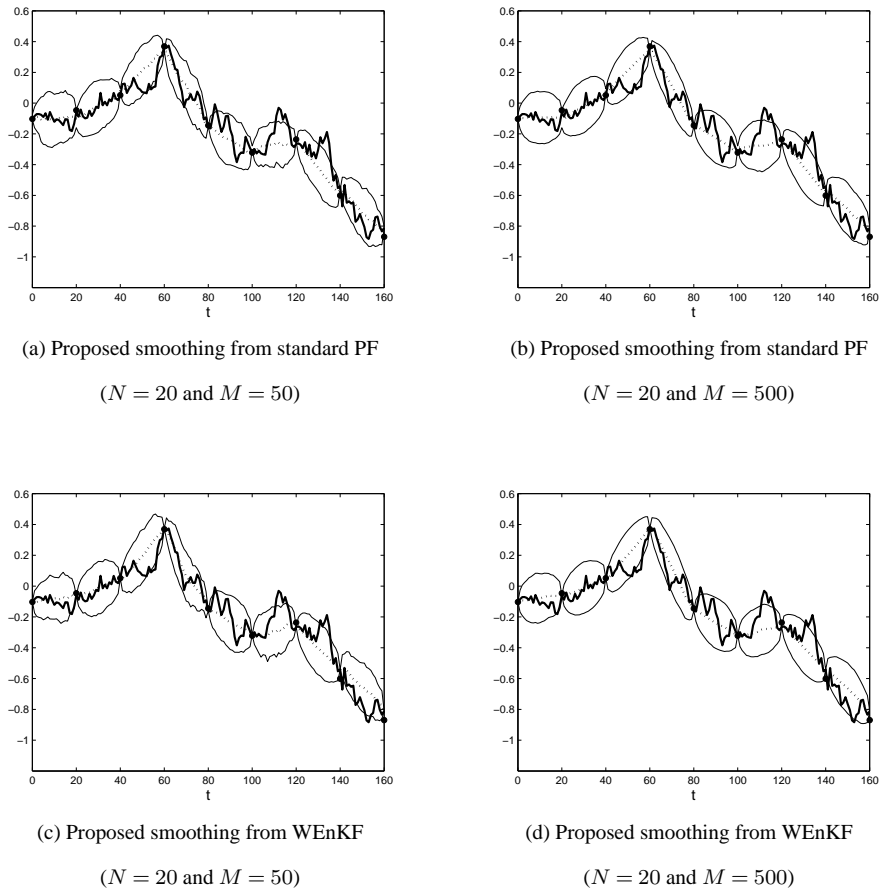 0.6
0.4
0.2
0
−0.2
−0.4
−0.6
−0.8
−1
0 20 40 60 80 100 120 140 160
t
(a) Proposed smoothing from standard PF
(N = 20 and M = 50)
0.6
0.4
0.2
0
−0.2
−0.4
−0.6
−0.8
−1
0 20 40 60 80 100 120 140 160
t
(b) Proposed smoothing from standard PF
(N = 20 and M = 500)
0.6
0.4
0.2
0
−0.2
−0.4
−0.6
−0.8
−1
0 20 40 60 80 100 120 140 160
t
(c) Proposed smoothing from WEnKF
(N = 20 and M = 50)
0.6
0.4
0.2
0
−0.2
−0.4
−0.6
−0.8
−1
0 20 40 60 80 100 120 140 160
t
(d) Proposed smoothing from WEnKF
(N = 20 and M = 500)